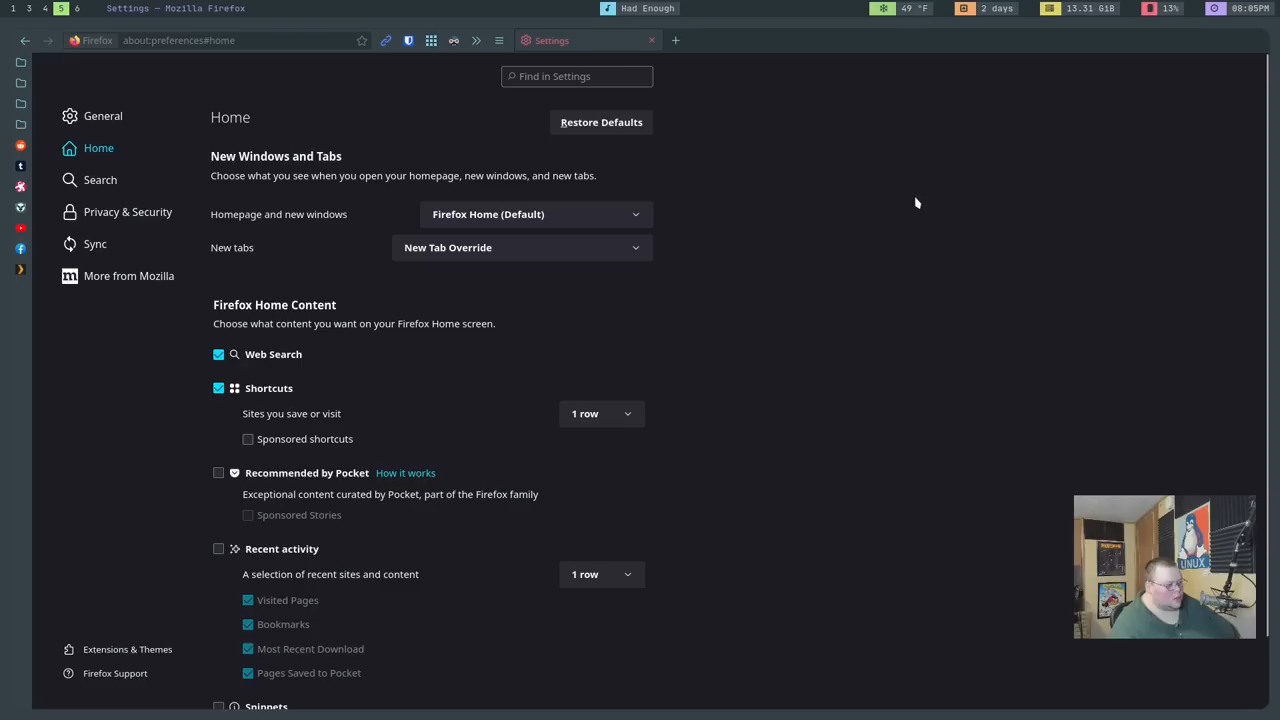 1 3 4 5 6 Settings — Mozilla Firefox Had Enough 49 °F 2 days 13.31 GiB 13% 08:05PM
Firefox about:preferences#home Settings
Find in Settings
General
Home
Search
Privacy & Security
Sync
More from Mozilla
Extensions & Themes
Firefox Support
Home
Restore Defaults
New Windows and Tabs
Choose what you see when you open your homepage, new windows, and new tabs.
Homepage and new windows Firefox Home (Default)
New tabs New Tab Override
Firefox Home Content
Choose what content you want on your Firefox Home screen.
Web Search
Shortcuts
Sites you save or visit 1 row
Sponsored shortcuts
Recommended by Pocket How it works
Exceptional content curated by Pocket, part of the Firefox family
Sponsored Stories
Recent activity
A selection of recent sites and content 1 row
Visited Pages
Bookmarks
Most Recent Download
Pages Saved to Pocket
Snippets